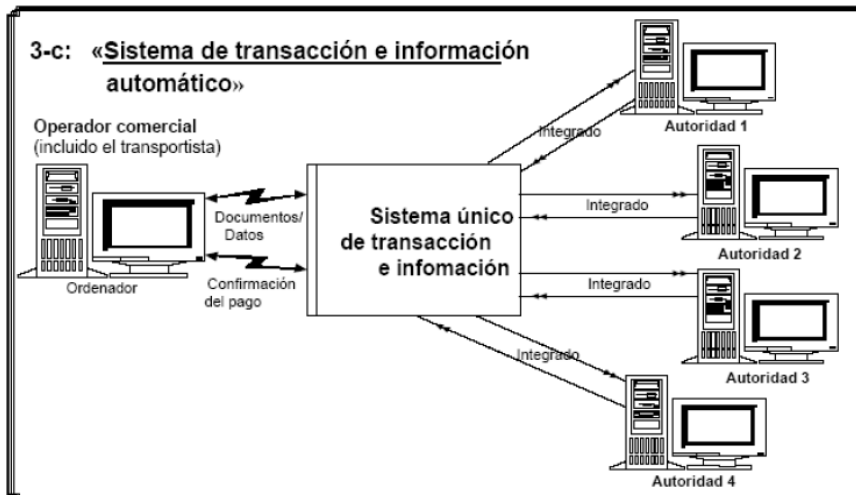 3-c: «Sistema de transacción e información
automático»
Operador comercial
(incluido el transportista)
Ordenador
Documentos/
Datos
Confirmación
del pago
Sistema único
de transacción
e infomación
Integrado
Autoridad 1
Integrado
Autoridad 2
Integrado
Autoridad 3
Integrado
Autoridad 4